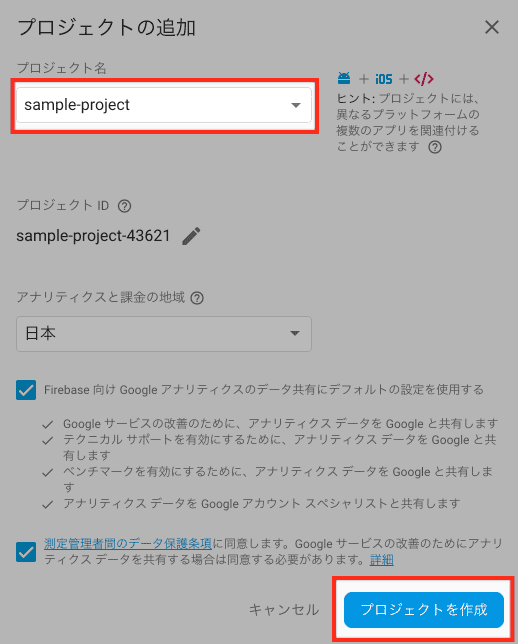 プロジェクトの追加
プロジェクト名
sample-project
+ iOS + </>
ヒント: プロジェクトには、
異なるプラットフォームの
複数のアプリを関連付ける
ことができます
プロジェクト ID
sample-project-43621
アナリティクスと課金の地域
日本
Firebase 向け Google アナリティクスのデータ共有にデフォルトの設定を使用する
Google サービスの改善のために、アナリティクス データを Google と共有します
テクニカル サポートを有効にするために、アナリティクス データを Google と共
有します
ベンチマークを有効にするために、アナリティクス データを Google と共有しま
す
アナリティクス データを Google アカウント スペシャリストと共有します
測定管理者間のデータ保護条項に同意します。Google サービスの改善のためにアナリ
ティクス データを共有する場合は同意する必要があります。詳細
キャンセル
プロジェクトを作成